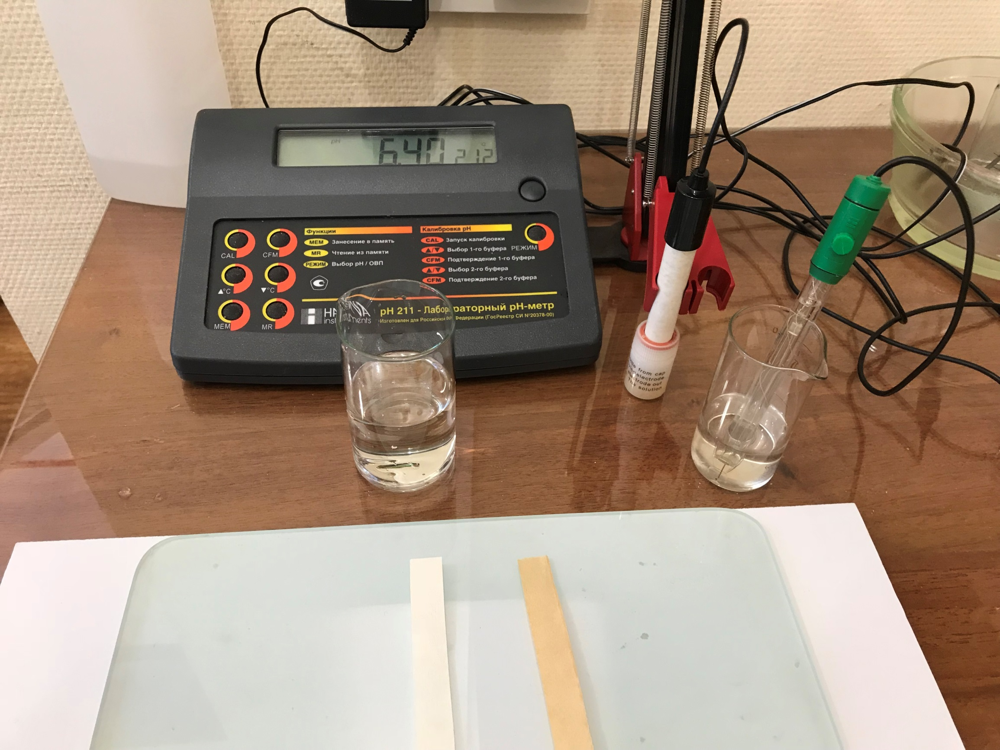 pH
6.40
°C
21.2
CAL
CFM
▲°C
▼°C
MEM
MR
Функции
MEM Занесение в память
MR Чтение из памяти
РЕЖИМ Выбор pH / ОВП
Калибровка pH
CAL Запуск калибровки
▲/▼ Выбор 1-го буфера
CFM Подтверждение 1-го буфера
▲/▼ Выбор 2-го буфера
CFM Подтверждение 2-го буфера
РЕЖИМ
HANNA
instruments
pH 211 - Лабораторный pH-метр
Изготовлен для Российской Федерации (ГосРеестр СИ №20378-00)
from cap
electrode
out
solution